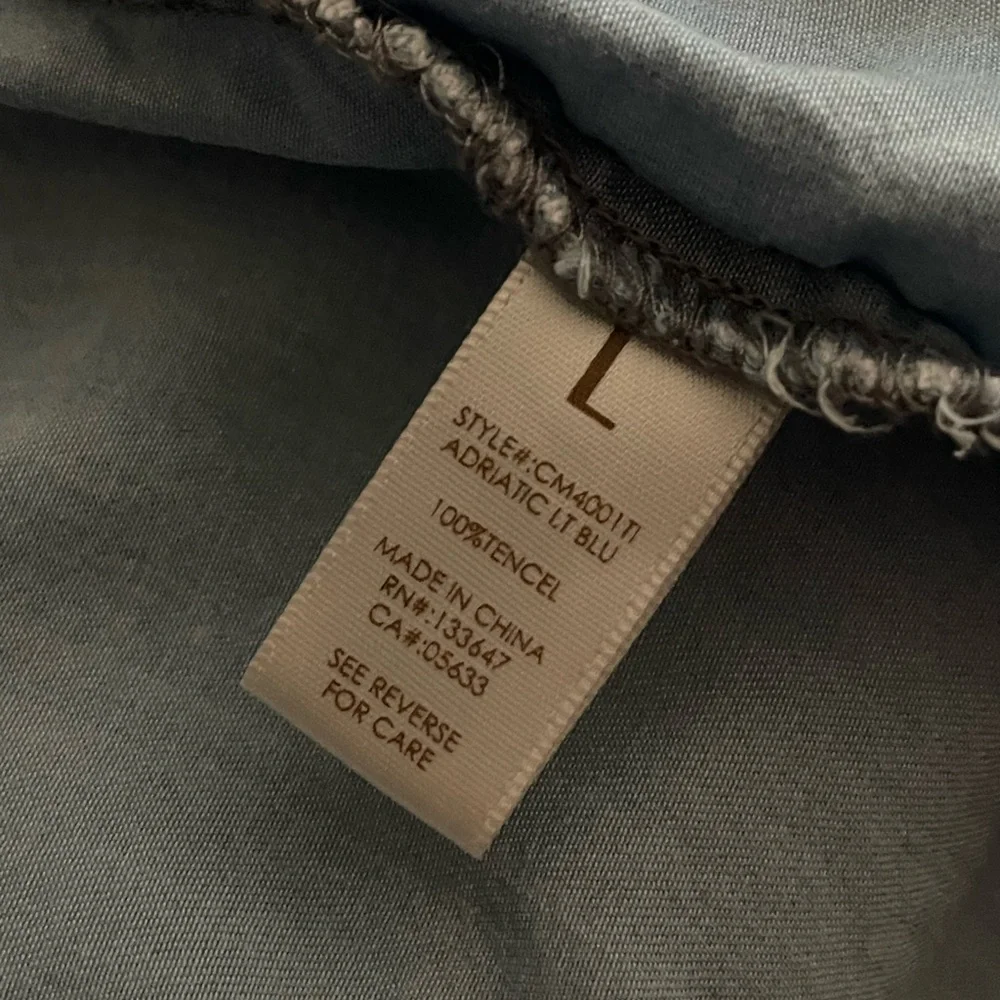 L
STYLE#:CM4001TI
ADRIATIC LT BLU
100%TENCEL
MADE IN CHINA
RN#:133647
CA#:05633
SEE REVERSE
FOR CARE